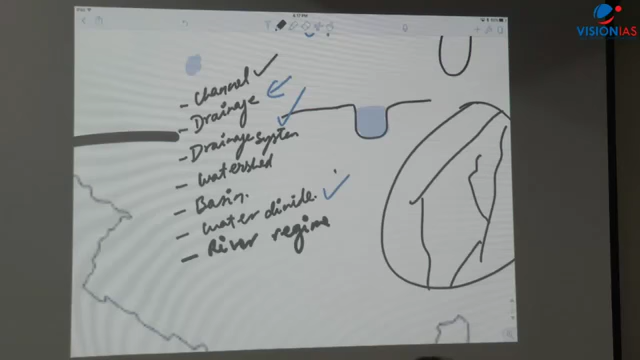 VISIONIAS
- Channel
- Drainage
- Drainage system
- Watershed
- Basin.
- Water divide.
- River regime